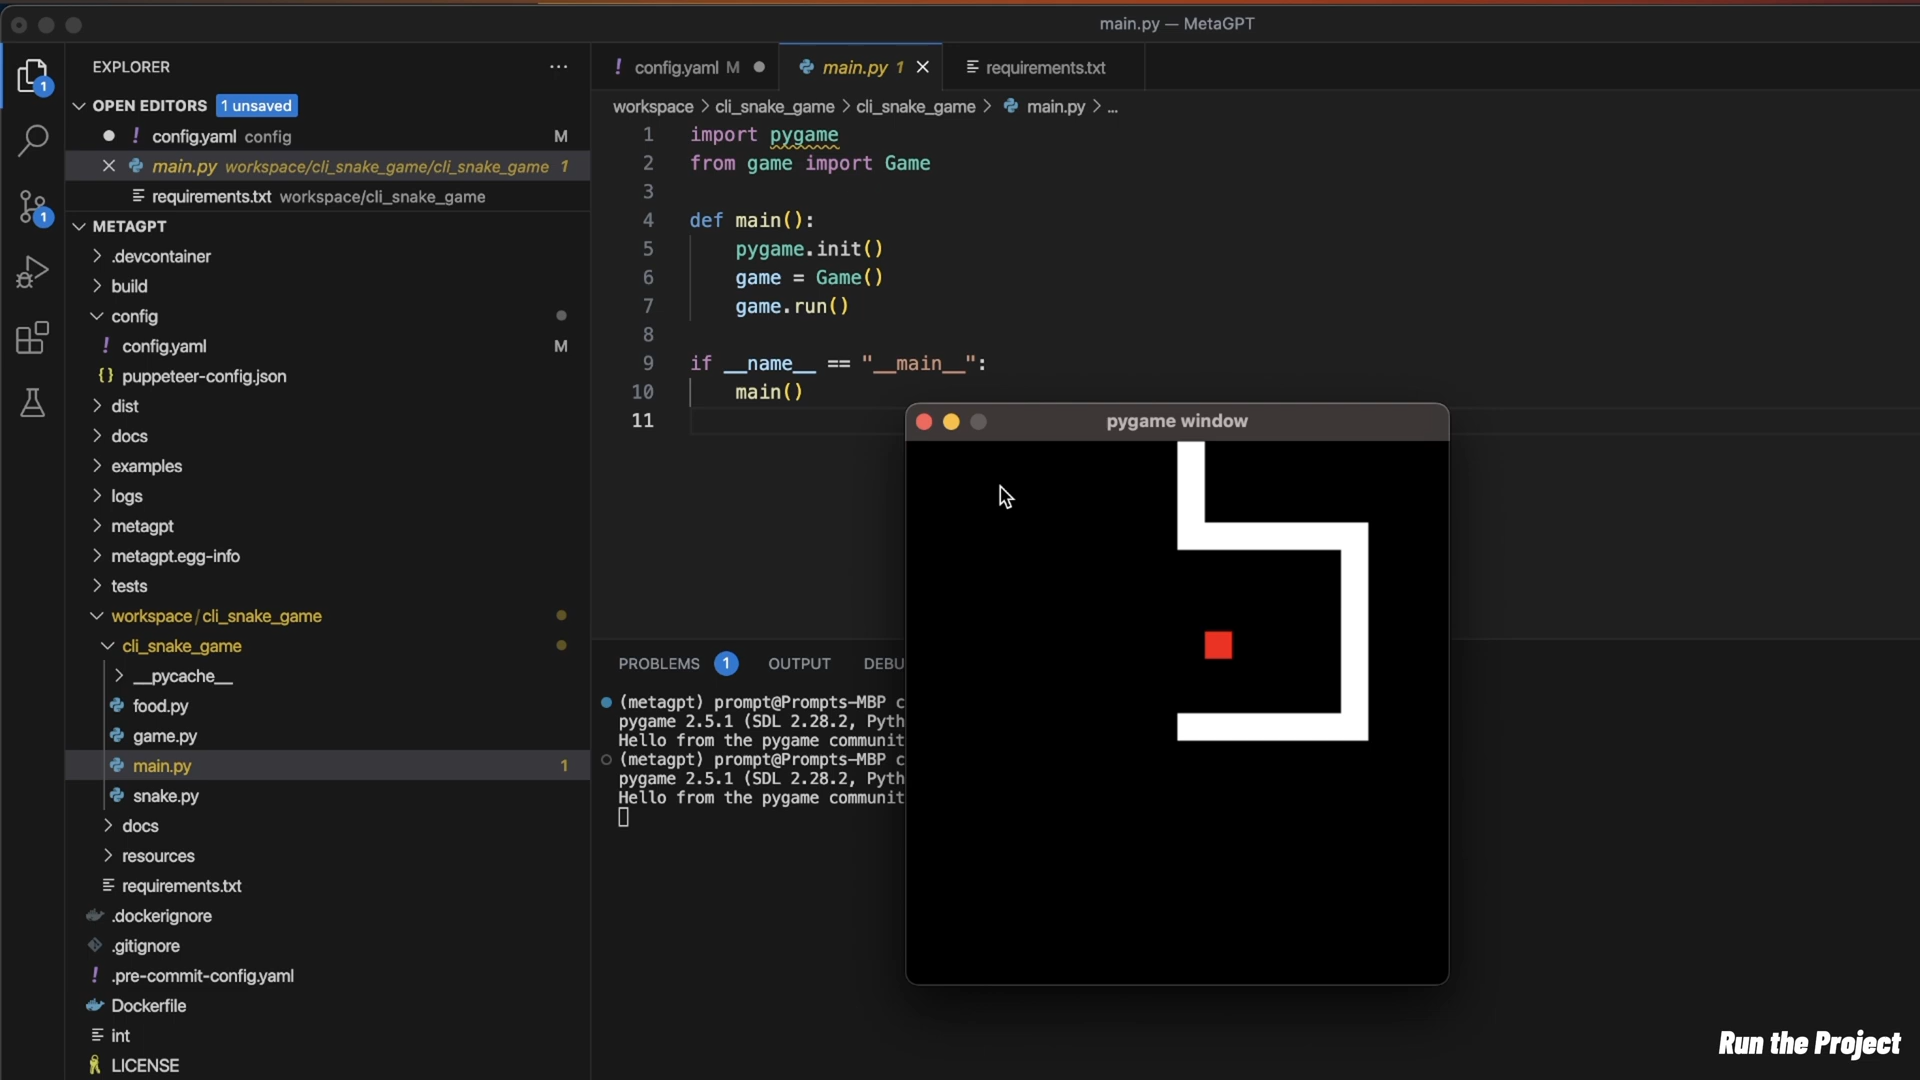 main.py — MetaGPT
EXPLORER
OPEN EDITORS 1 unsaved
! config.yaml config M
main.py workspace/cli_snake_game/cli_snake_game 1
requirements.txt workspace/cli_snake_game
METAGPT
.devcontainer
build
config
! config.yaml M
{} puppeteer-config.json
dist
docs
examples
logs
metagpt
metagpt.egg-info
tests
workspace / cli_snake_game
cli_snake_game
__pycache__
food.py
game.py
main.py 1
snake.py
docs
resources
requirements.txt
.dockerignore
.gitignore
! .pre-commit-config.yaml
Dockerfile
int
LICENSE
1
1
! config.yaml M
main.py 1
requirements.txt
workspace > cli_snake_game > cli_snake_game > main.py > ...
1 import pygame
2 from game import Game
3
4 def main():
5 pygame.init()
6 game = Game()
7 game.run()
8
9 if __name__ == "__main__":
10 main()
11
pygame window
PROBLEMS 1 OUTPUT DEBU
(metagpt) prompt@Prompts-MBP c
pygame 2.5.1 (SDL 2.28.2, Pyth
Hello from the pygame communit
(metagpt) prompt@Prompts-MBP c
pygame 2.5.1 (SDL 2.28.2, Pyth
Hello from the pygame communit
Run the Project